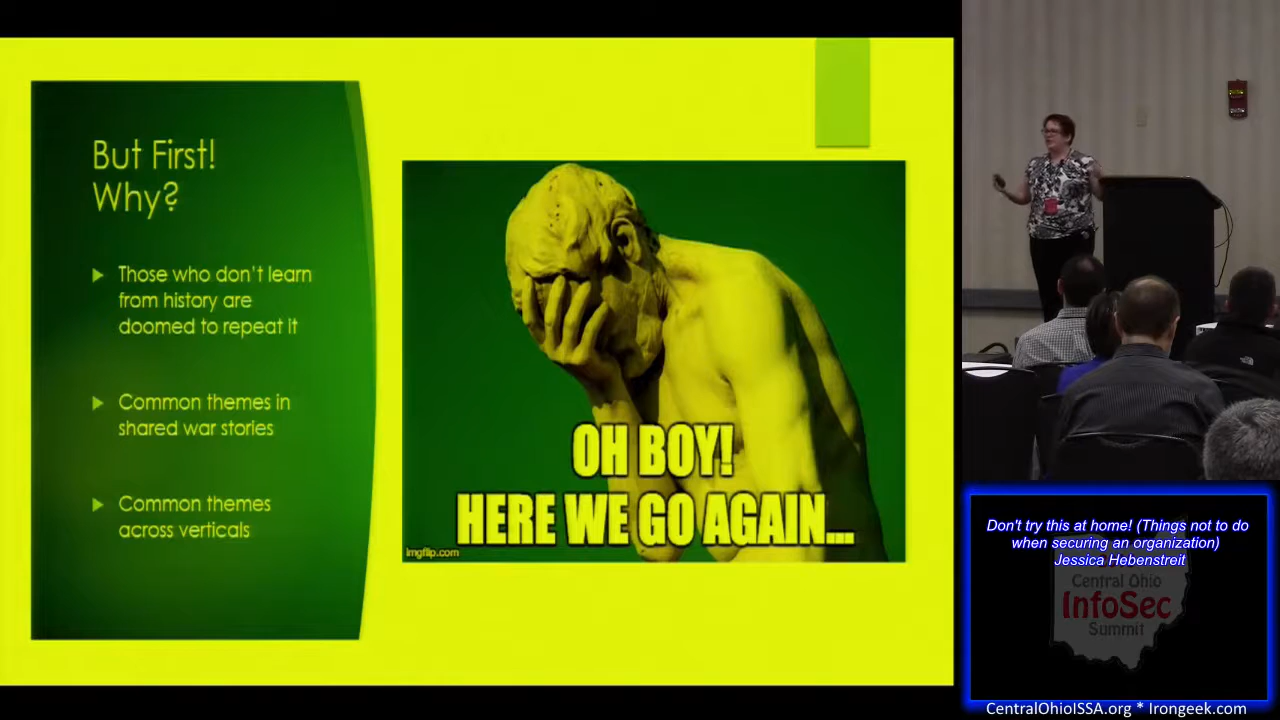 But First!
Why?
Those who don't learn
from history are
doomed to repeat it
Common themes in
shared war stories
Common themes
across verticals
OH BOY!
HERE WE GO AGAIN...
imgflip.com
Don't try this at home! (Things not to do
when securing an organization)
Jessica Hebenstreit
Central Ohio
InfoSec
Summit
CentralOhioISSA.org * Irongeek.com